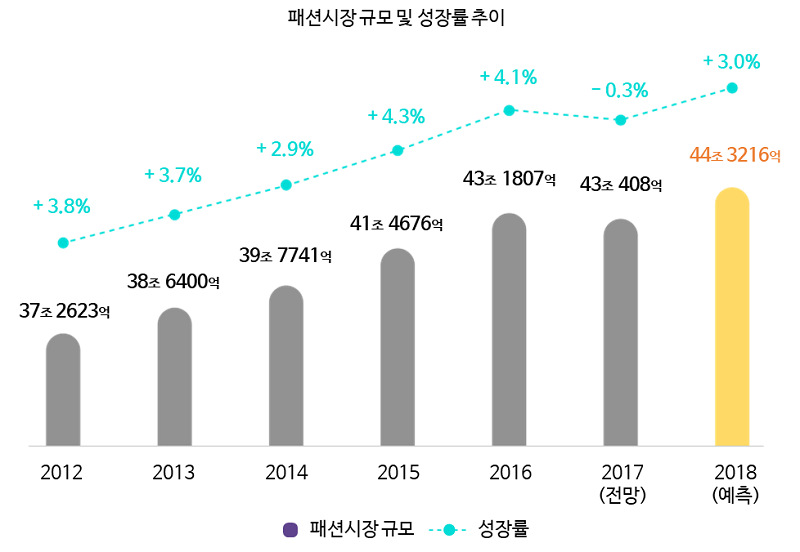 패션시장 규모 및 성장률 추이
+3.8%
+3.7%
+2.9%
+4.3%
+4.1%
-0.3%
+3.0%
37조 2623억
38조 6400억
39조 7741억
41조 4676억
43조 1807억
43조 408억
44조 3216억
2012
2013
2014
2015
2016
2017
(전망)
2018
(예측)
패션시장 규모
성장률